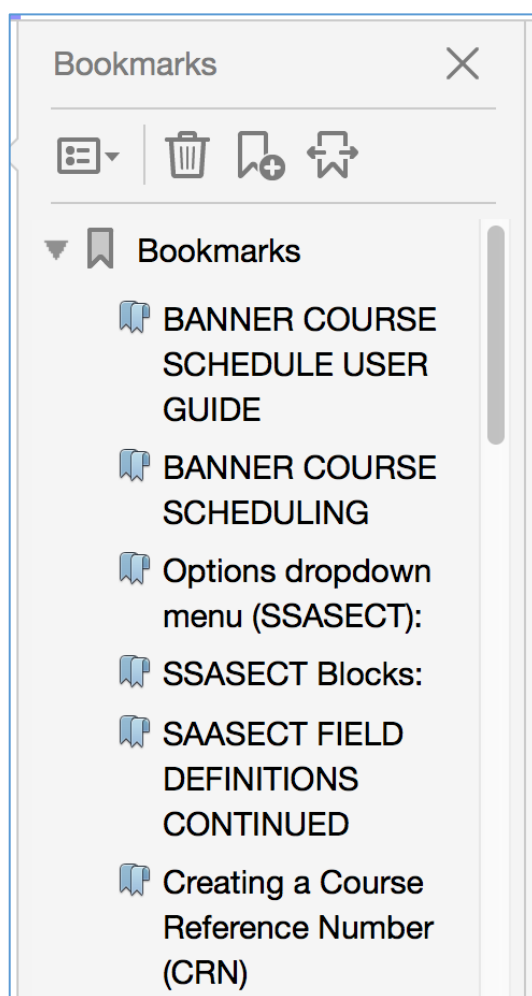 Bookmarks
Bookmarks
BANNER COURSE
SCHEDULE USER
GUIDE
BANNER COURSE
SCHEDULING
Options dropdown
menu (SSASECT):
SSASECT Blocks:
SAASECT FIELD
DEFINITIONS
CONTINUED
Creating a Course
Reference Number
(CRN)